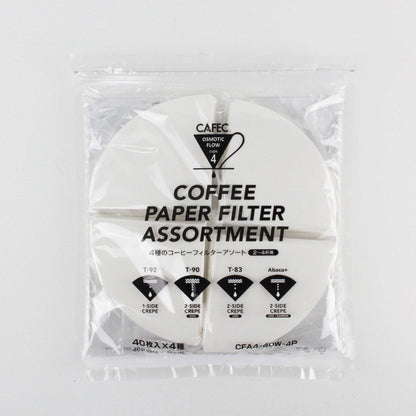 CAFEC
OSMOTIC
FLOW
CUP
4
COFFEE
PAPER FILTER
ASSORTMENT
4種のコーヒーフィルターアソート 2~4杯用
T-92 T-90 T-83 Abaca+
1-SIDE 2-SIDE 2-SIDE 2-SIDE
CREPE CREPE CREPE CREPE
40枚入×4種 CFA4-40W-4P